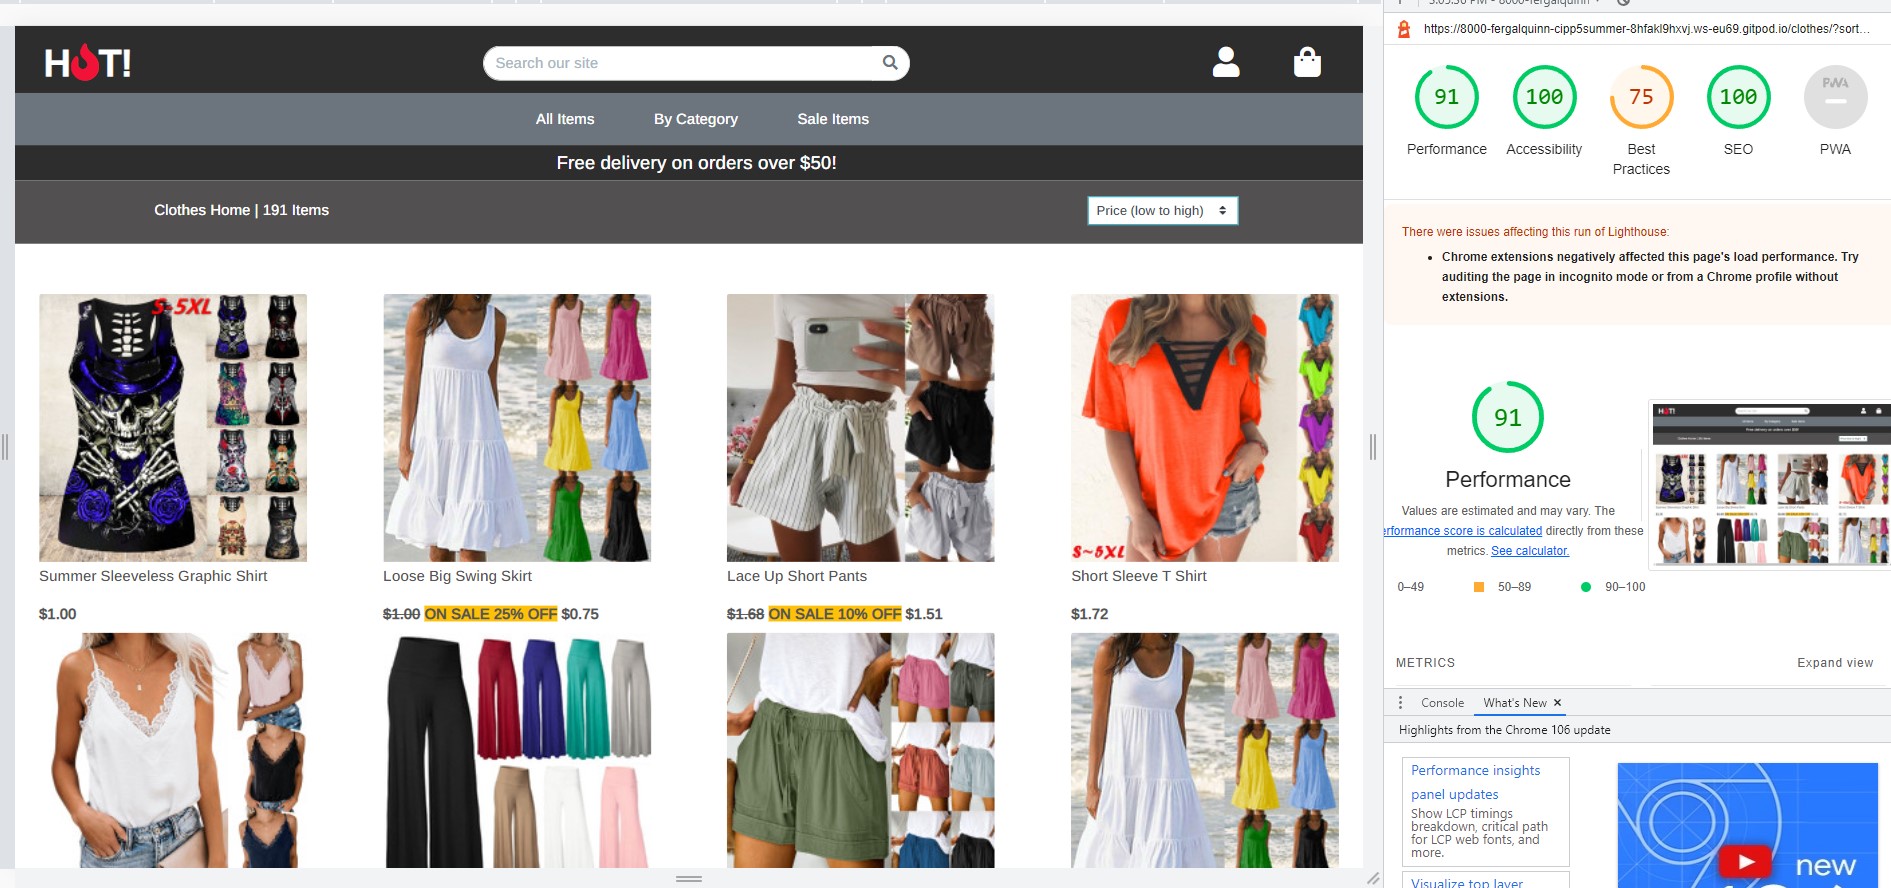 3:05:36 PM - 8000-fergalquinn
https://8000-fergalquinn-cipp5summer-8hfakl9hxvj.ws-eu69.gitpod.io/clothes/?sort...
HOT!
Search our site
All Items
By Category
Sale Items
Free delivery on orders over $50!
Clothes Home | 191 Items
Price (low to high)
S-5XL
Summer Sleeveless Graphic Shirt
$1.00
Loose Big Swing Skirt
$1.00 ON SALE 25% OFF $0.75
Lace Up Short Pants
$1.68 ON SALE 10% OFF $1.51
S~5XL
Short Sleeve T Shirt
$1.72
91
100
75
100
PWA
Performance
Accessibility
Best
Practices
SEO
PWA
There were issues affecting this run of Lighthouse:
Chrome extensions negatively affected this page's load performance. Try
auditing the page in incognito mode or from a Chrome profile without
extensions.
91
Performance
Values are estimated and may vary. The
erformance score is calculated directly from these
metrics. See calculator.
0–49
50–89
90–100
METRICS
Expand view
Console
What's New
Highlights from the Chrome 106 update
Performance insights
panel updates
Show LCP timings
breakdown, critical path
for LCP web fonts, and
more.
Visualize top layer
new